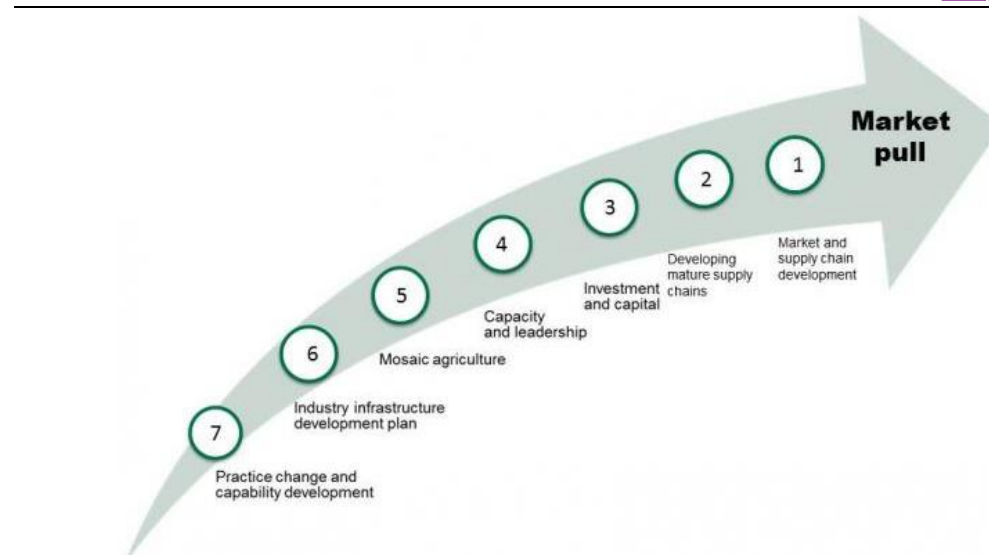 Market
pull
1
Market and
supply chain
development
2
Developing
mature supply
chains
3
Investment
and capital
4
Capacity
and leadership
5
Mosaic agriculture
6
Industry infrastructure
development plan
7
Practice change and
capability development